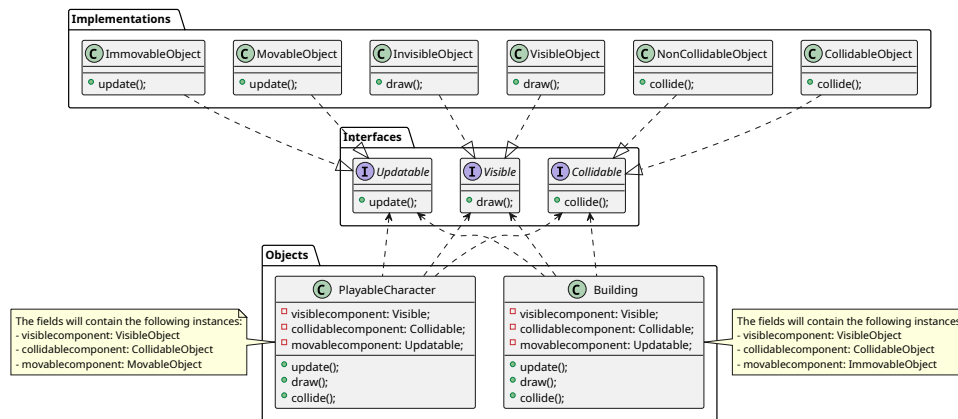 Implementations
C ImmovableObject
update();
C MovableObject
update();
C InvisibleObject
draw();
C VisibleObject
draw();
C NonCollidableObject
collide();
C CollidableObject
collide();
Interfaces
I Updatable
update();
I Visible
draw();
I Collidable
collide();
Objects
C PlayableCharacter
visiblecomponent: Visible;
collidablecomponent: Collidable;
movablecomponent: Updatable;
update();
draw();
collide();
C Building
visiblecomponent: Visible;
collidablecomponent: Collidable;
movablecomponent: Updatable;
update();
draw();
collide();
The fields will contain the following instances:
- visiblecomponent: VisibleObject
- collidablecomponent: CollidableObject
- movablecomponent: MovableObject
The fields will contain the following instances
- visiblecomponent: VisibleObject
- collidablecomponent: CollidableObject
- movablecomponent: ImmovableObject